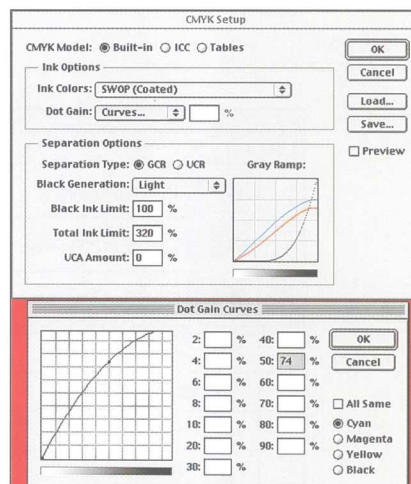 CMYK Setup
CMYK Model: Built-in ICC Tables
OK
Cancel
Load...
Save...
Preview
Ink Options
Ink Colors: SWOP (Coated)
Dot Gain: Curves... %
Separation Options
Separation Type: GCR UCR
Gray Ramp:
Black Generation: Light
Black Ink Limit: 100 %
Total Ink Limit: 320 %
UCA Amount: 0 %
Dot Gain Curves
2: % 40: %
4: % 50: 74 %
6: % 60: %
8: % 70: %
10: % 80: %
20: % 90: %
30: %
OK
Cancel
All Same
Cyan
Magenta
Yellow
Black